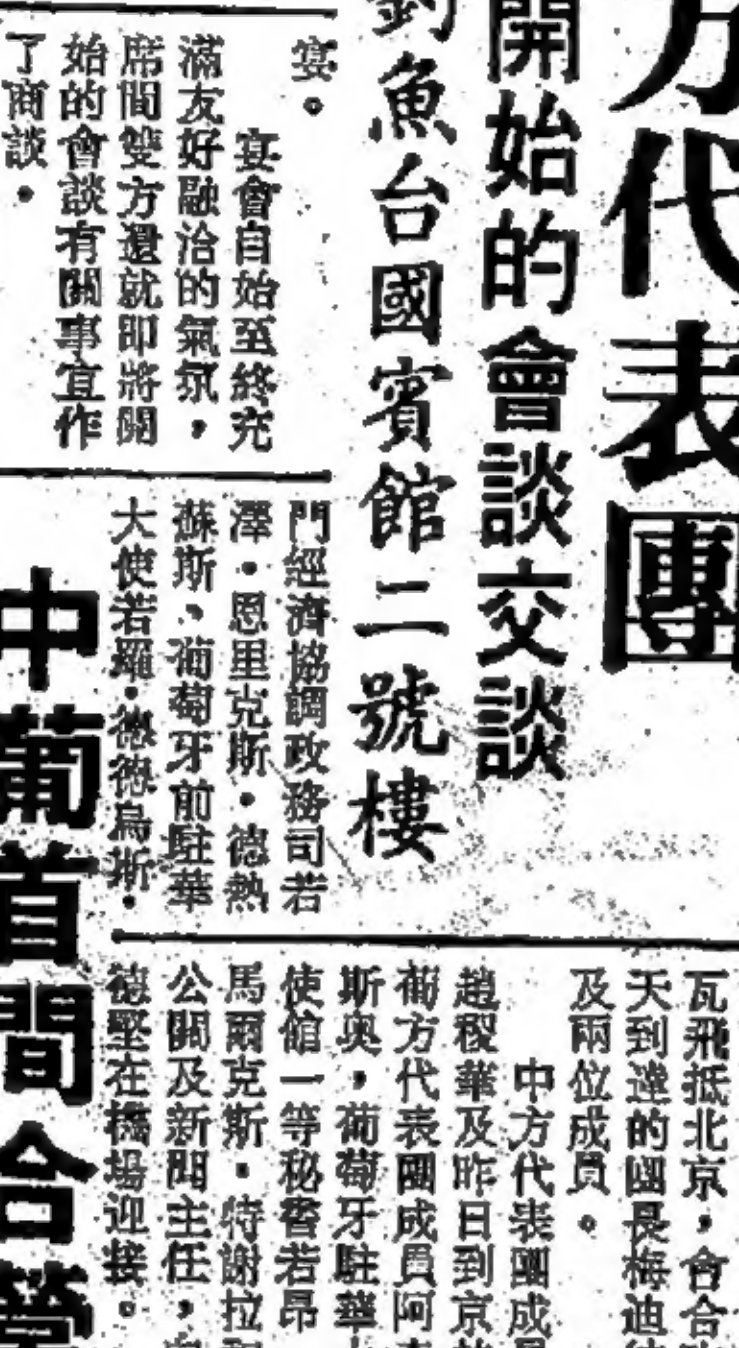 方代表團
開始的會談交談
釣魚台國賓館二號樓
宴。
宴會自始至終充
滿友好融洽的氣氛，
席間雙方還就即將開
始的會談有關事宜作
了商談。
門經濟協調政務司若
澤·恩里克斯·德熱
蘇斯、葡萄牙前駐華
大使若羅·德德烏斯·
瓦飛抵北京，會合
天到達的團長梅迪
及兩位成員。
中方代表團成
趙稷華及昨日到京
葡方代表團成員阿
斯奧，葡萄牙駐華
使館一等秘書若昂
馬爾克斯·特謝拉
公關及新聞主任，
德堅在機場迎接。
中葡首間合營